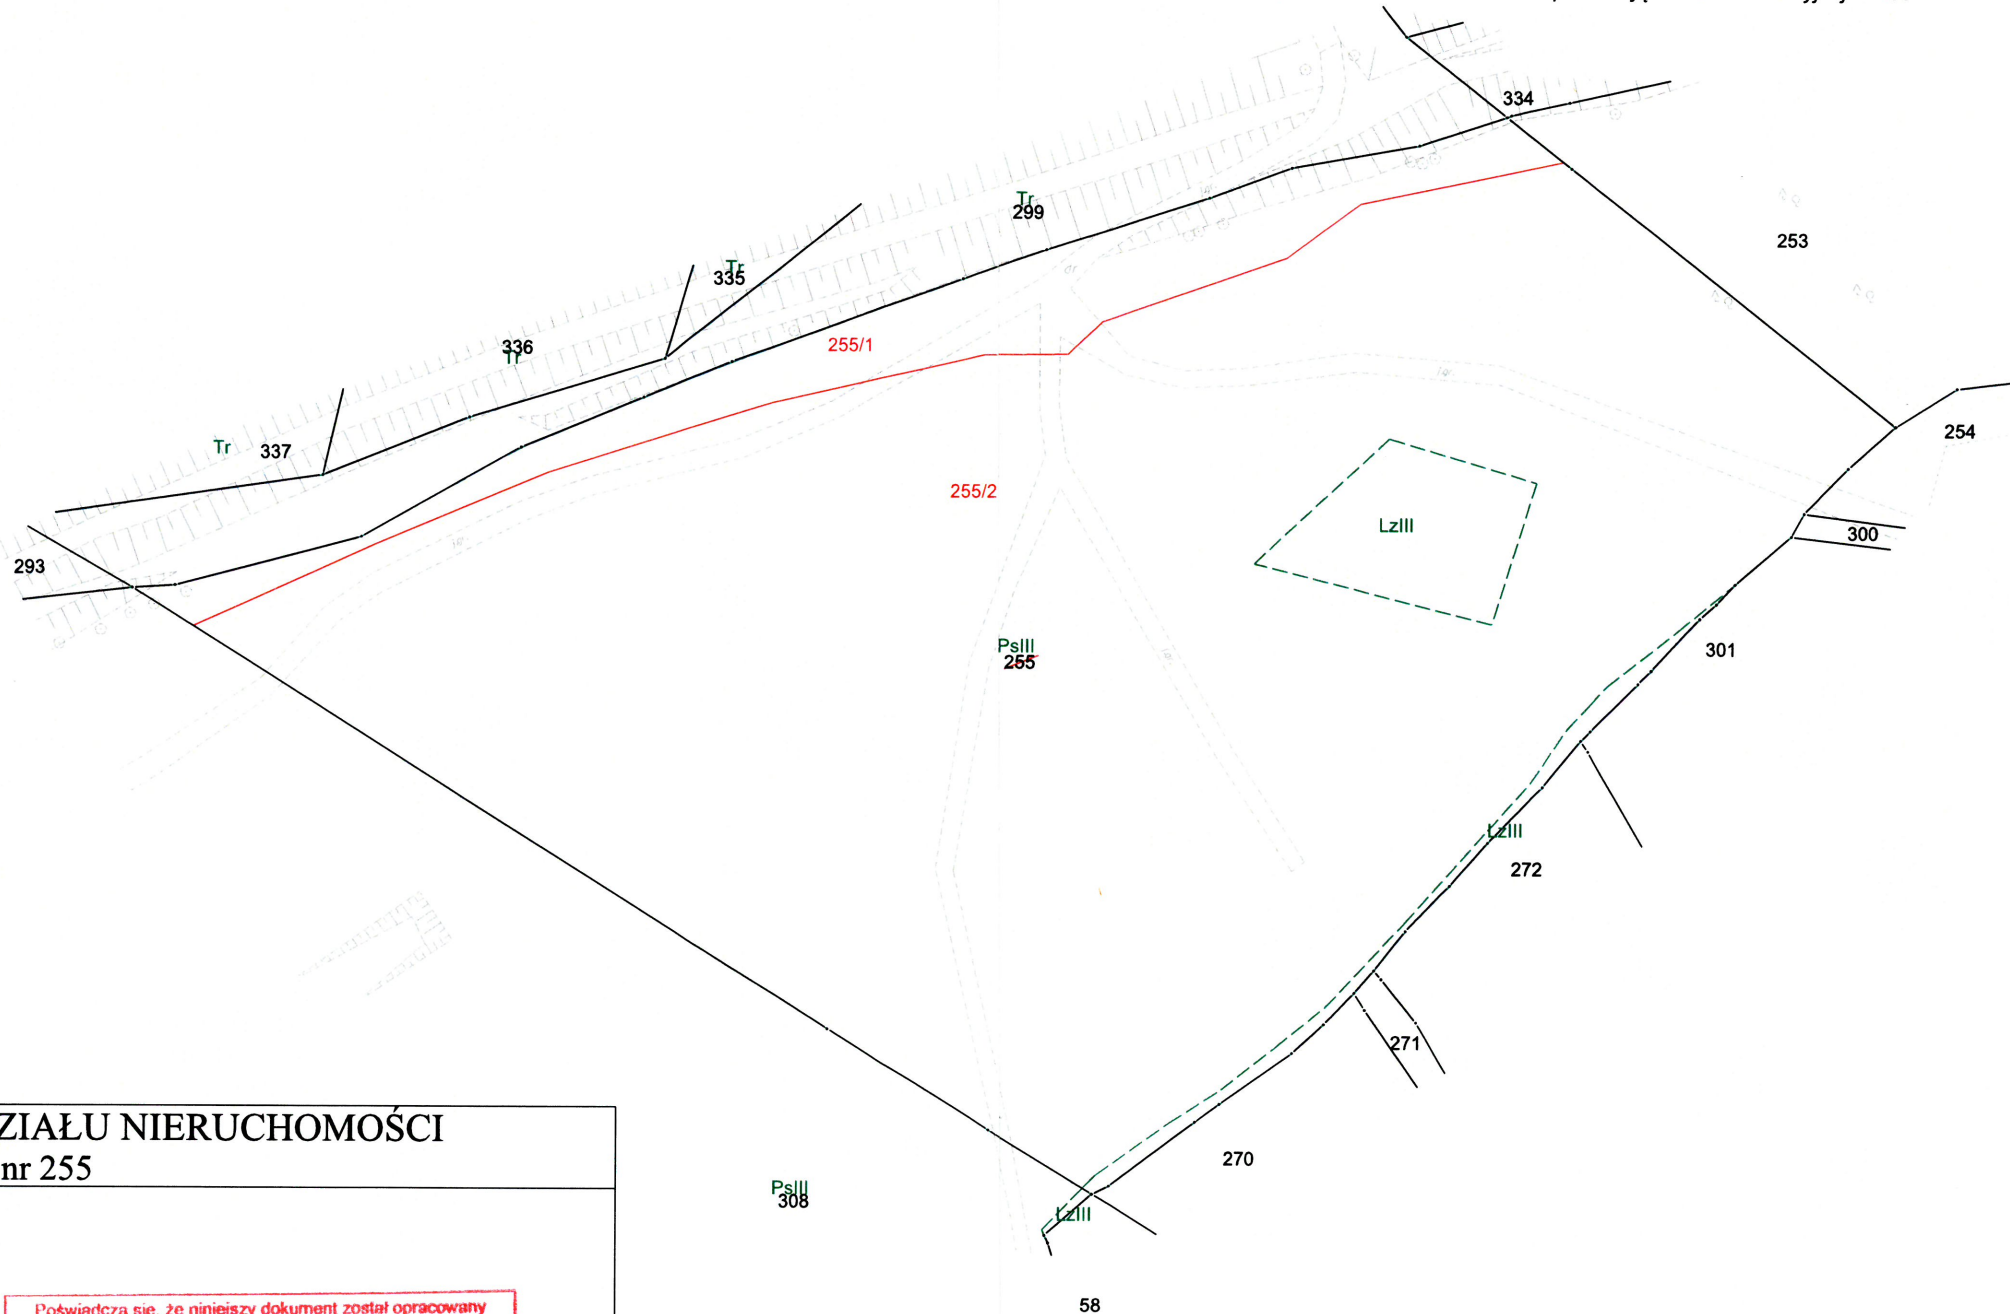 334
Tr
299
253
Tr
335
336
Tr
255/1
Tr
337
254
255/2
LzIII
300
293
PsIII
255
301
ŁzIII
272
271
ZIAŁU NIERUCHOMOŚCI
nr 255
270
PsIII
308
ŁzIII
58
Poświadcza się, że niniejszy dokument został opracowany